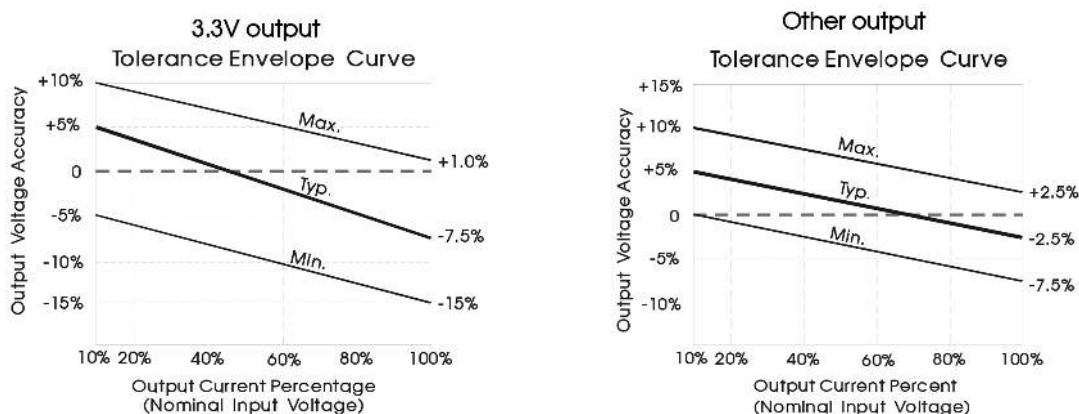 3.3V output
Tolerance Envelope Curve
Output Voltage Accuracy
+10%
+5%
0
-5%
-10%
-15%
Max.
Typ.
Min.
+1.0%
-7.5%
-15%
10% 20% 40% 60% 80% 100%
Output Current Percentage
(Nominal Input Voltage)
Other output
Tolerance Envelope Curve
Output Voltage Accuracy
+15%
+10%
+5%
0
-5%
-10%
Max.
Typ.
Min.
+2.5%
-2.5%
-7.5%
10% 20% 40% 60% 80% 100%
Output Current Percent
(Nominal Input Voltage)